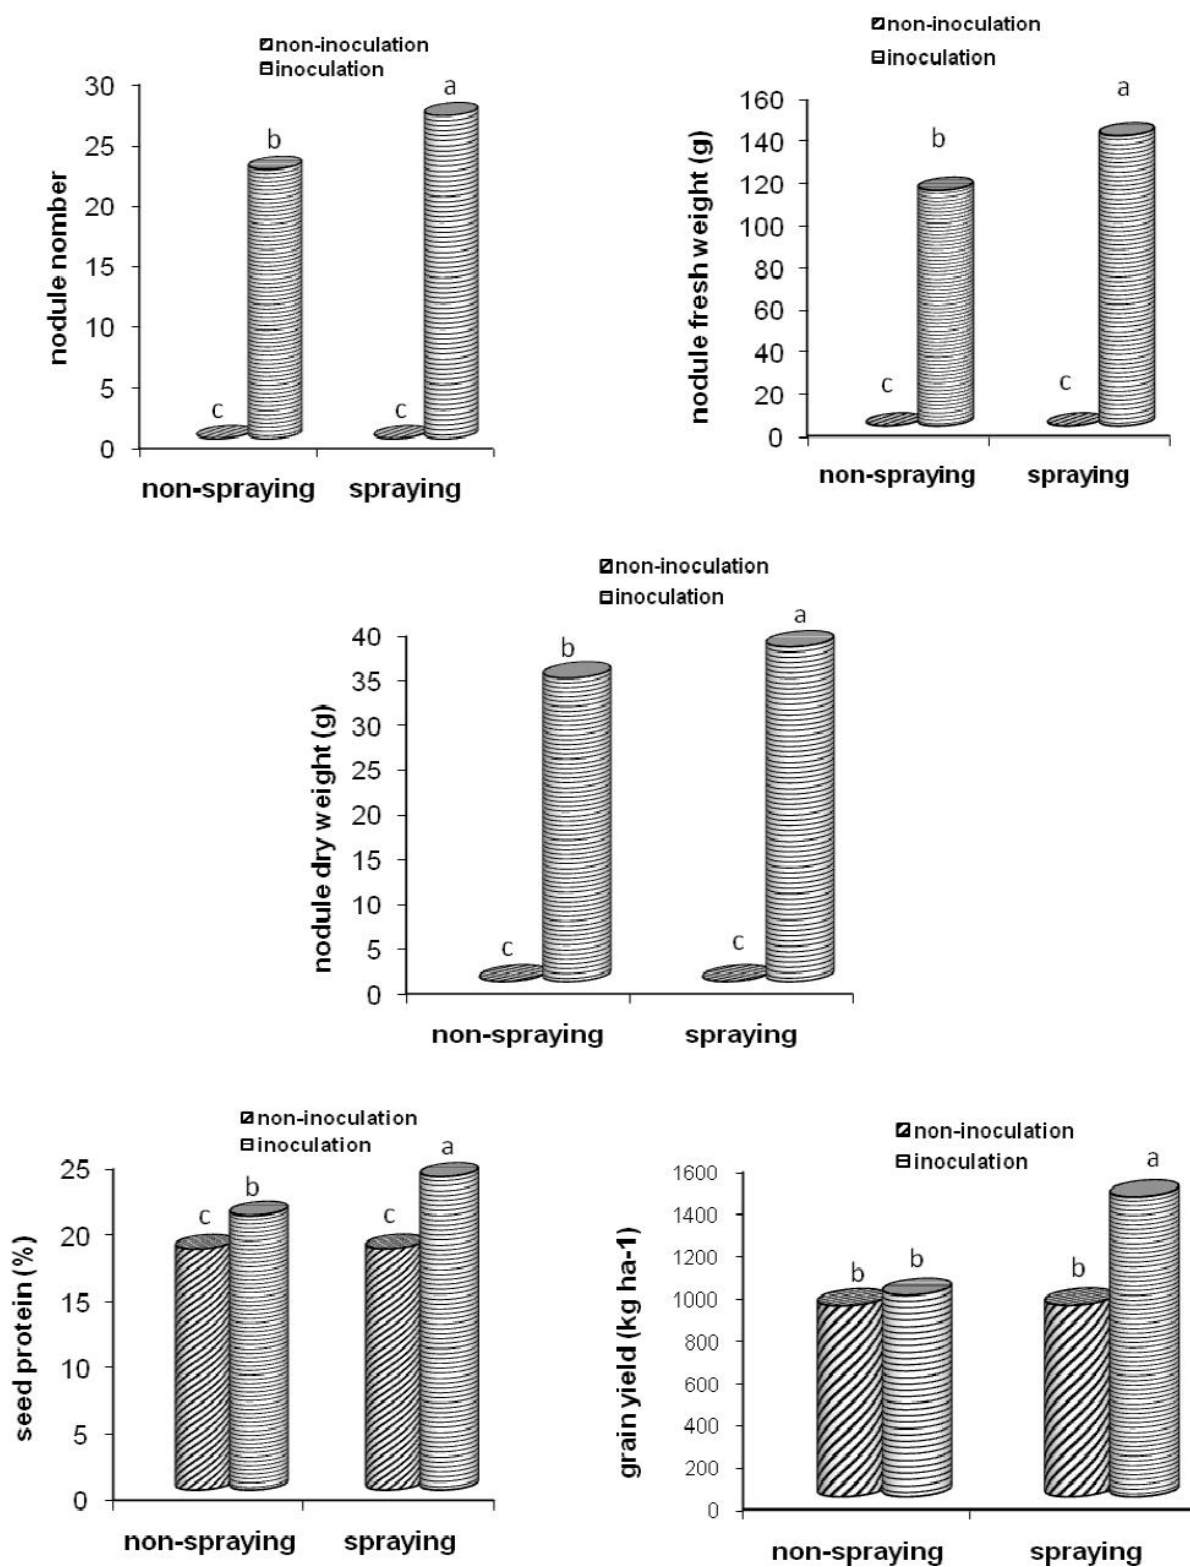 non-inoculation
inoculation
a
b
c
c
30
25
20
15
10
5
0
nodule nomber
non-spraying spraying
non-inoculation
inoculation
a
b
c
c
160
140
120
100
80
60
40
20
0
nodule fresh weight (g)
non-spraying spraying
non-inoculation
inoculation
a
b
c
c
40
35
30
25
20
15
10
5
0
nodule dry weight (g)
non-spraying spraying
non-inoculation
inoculation
a
b
c
c
25
20
15
10
5
0
seed protein (%)
non-spraying spraying
non-inoculation
inoculation
a
b
b
b
1600
1400
1200
1000
800
600
400
200
0
grain yield (kg ha-1)
non-spraying spraying